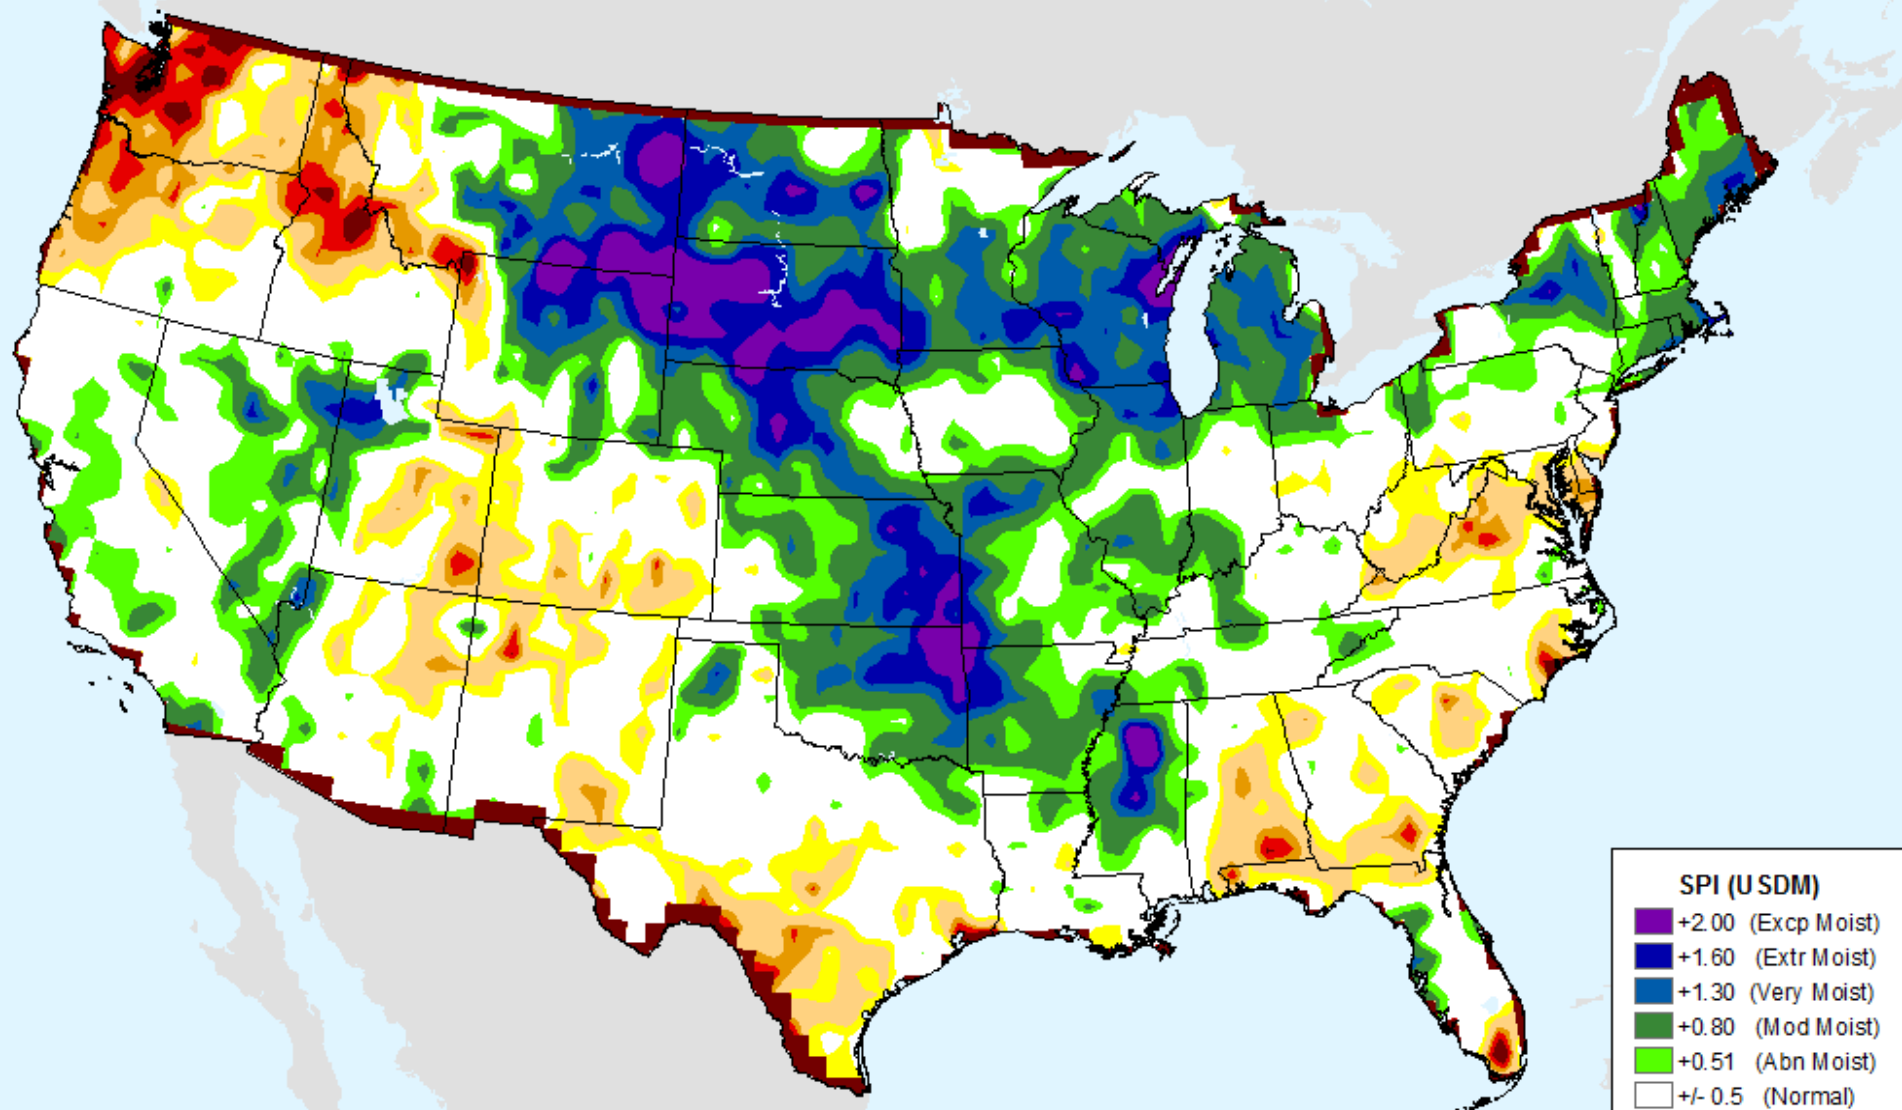 SPI (USDM)
+2.00 (Excp Moist)
+1.60 (Extr Moist)
+1.30 (Very Moist)
+0.80 (Mod Moist)
+0.51 (Abn Moist)
+/- 0.5 (Normal)